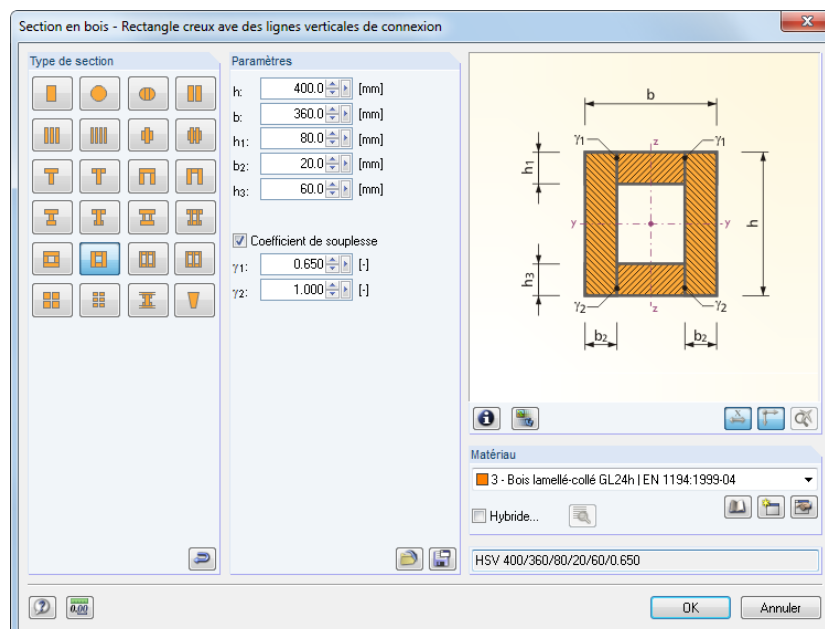 Section en bois - Rectangle creux ave des lignes verticales de connexion
Type de section
Paramètres
h: 400.0 [mm]
b: 360.0 [mm]
h1: 80.0 [mm]
b2: 20.0 [mm]
h3: 60.0 [mm]
Coefficient de souplesse
γ1: 0.650 [-]
γ2: 1.000 [-]
b
γ1 z γ1
h1
y y
h
h3
γ2 z γ2
b2 b2
x
Matériau
3 - Bois lamellé-collé GL24h | EN 1194:1999-04
Hybride...
HSV 400/360/80/20/60/0.650
0.00
OK
Annuler